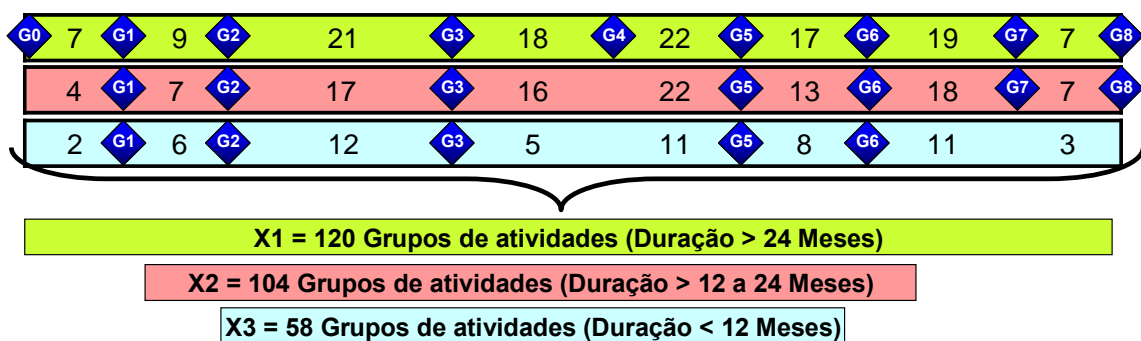 G0 7 G1 9 G2 21 G3 18 G4 22 G5 17 G6 19 G7 7 G8
4 G1 7 G2 17 G3 16 22 G5 13 G6 18 G7 7 G8
2 G1 6 G2 12 G3 5 11 G5 8 G6 11 3
X1 = 120 Grupos de atividades (Duração > 24 Meses)
X2 = 104 Grupos de atividades (Duração > 12 a 24 Meses)
X3 = 58 Grupos de atividades (Duração < 12 Meses)